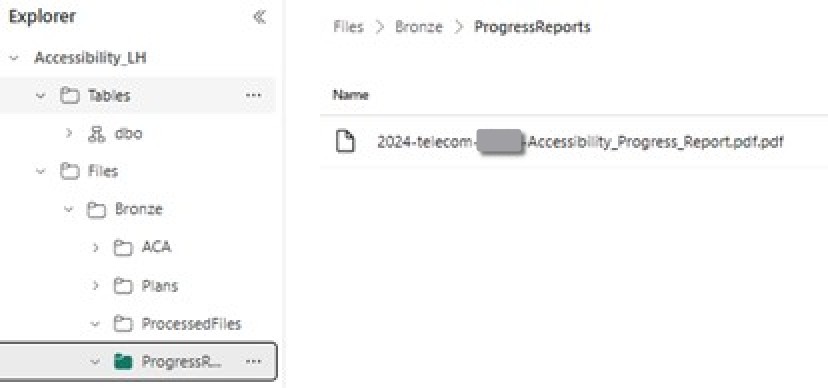 Explorer
Accessibility_LH
Tables ...
dbo
Files
Bronze
ACA
Plans
ProcessedFiles
ProgressR... ...
Files > Bronze > ProgressReports
Name
2024-telecom- -Accessibility_Progress_Report.pdf.pdf